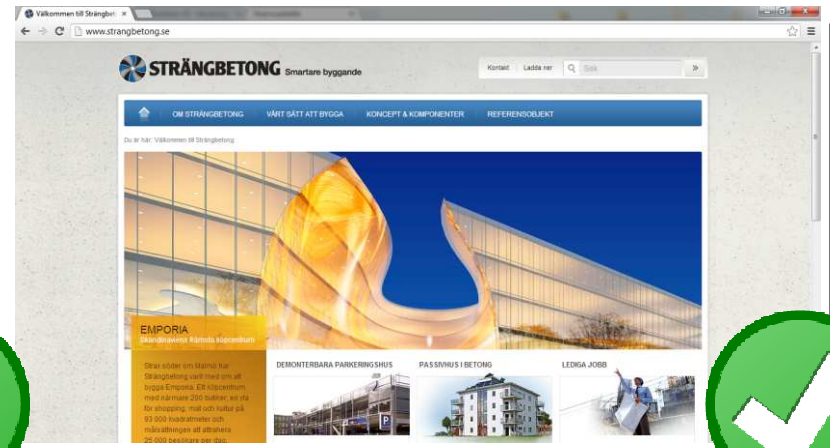 Välkommen till Strängbet
www.strangbetong.se
STRÄNGBETONG Smartare byggande
Kontakt Ladda ner Sök »
OM STRÄNGBETONG VÅRT SÄTT ATT BYGGA KONCEPT & KOMPONENTER REFERENSOBJEKT
Du är här: Välkommen till Strängbetong
EMPORIA
Skandinaviens främsta köpcentrum
Strax söder om Malmö har
Strängbetong varit med om att
bygga Emporia. Ett köpcentrum
med närmare 200 butiker, en yta
för shopping, mat och kultur på
93 000 kvadratmeter och
målsättningen att attrahera
25 000 besökare per dag.
DEMONTERBARA PARKERINGSHUS
P
PASSIVHUS I BETONG
LEDIGA JOBB